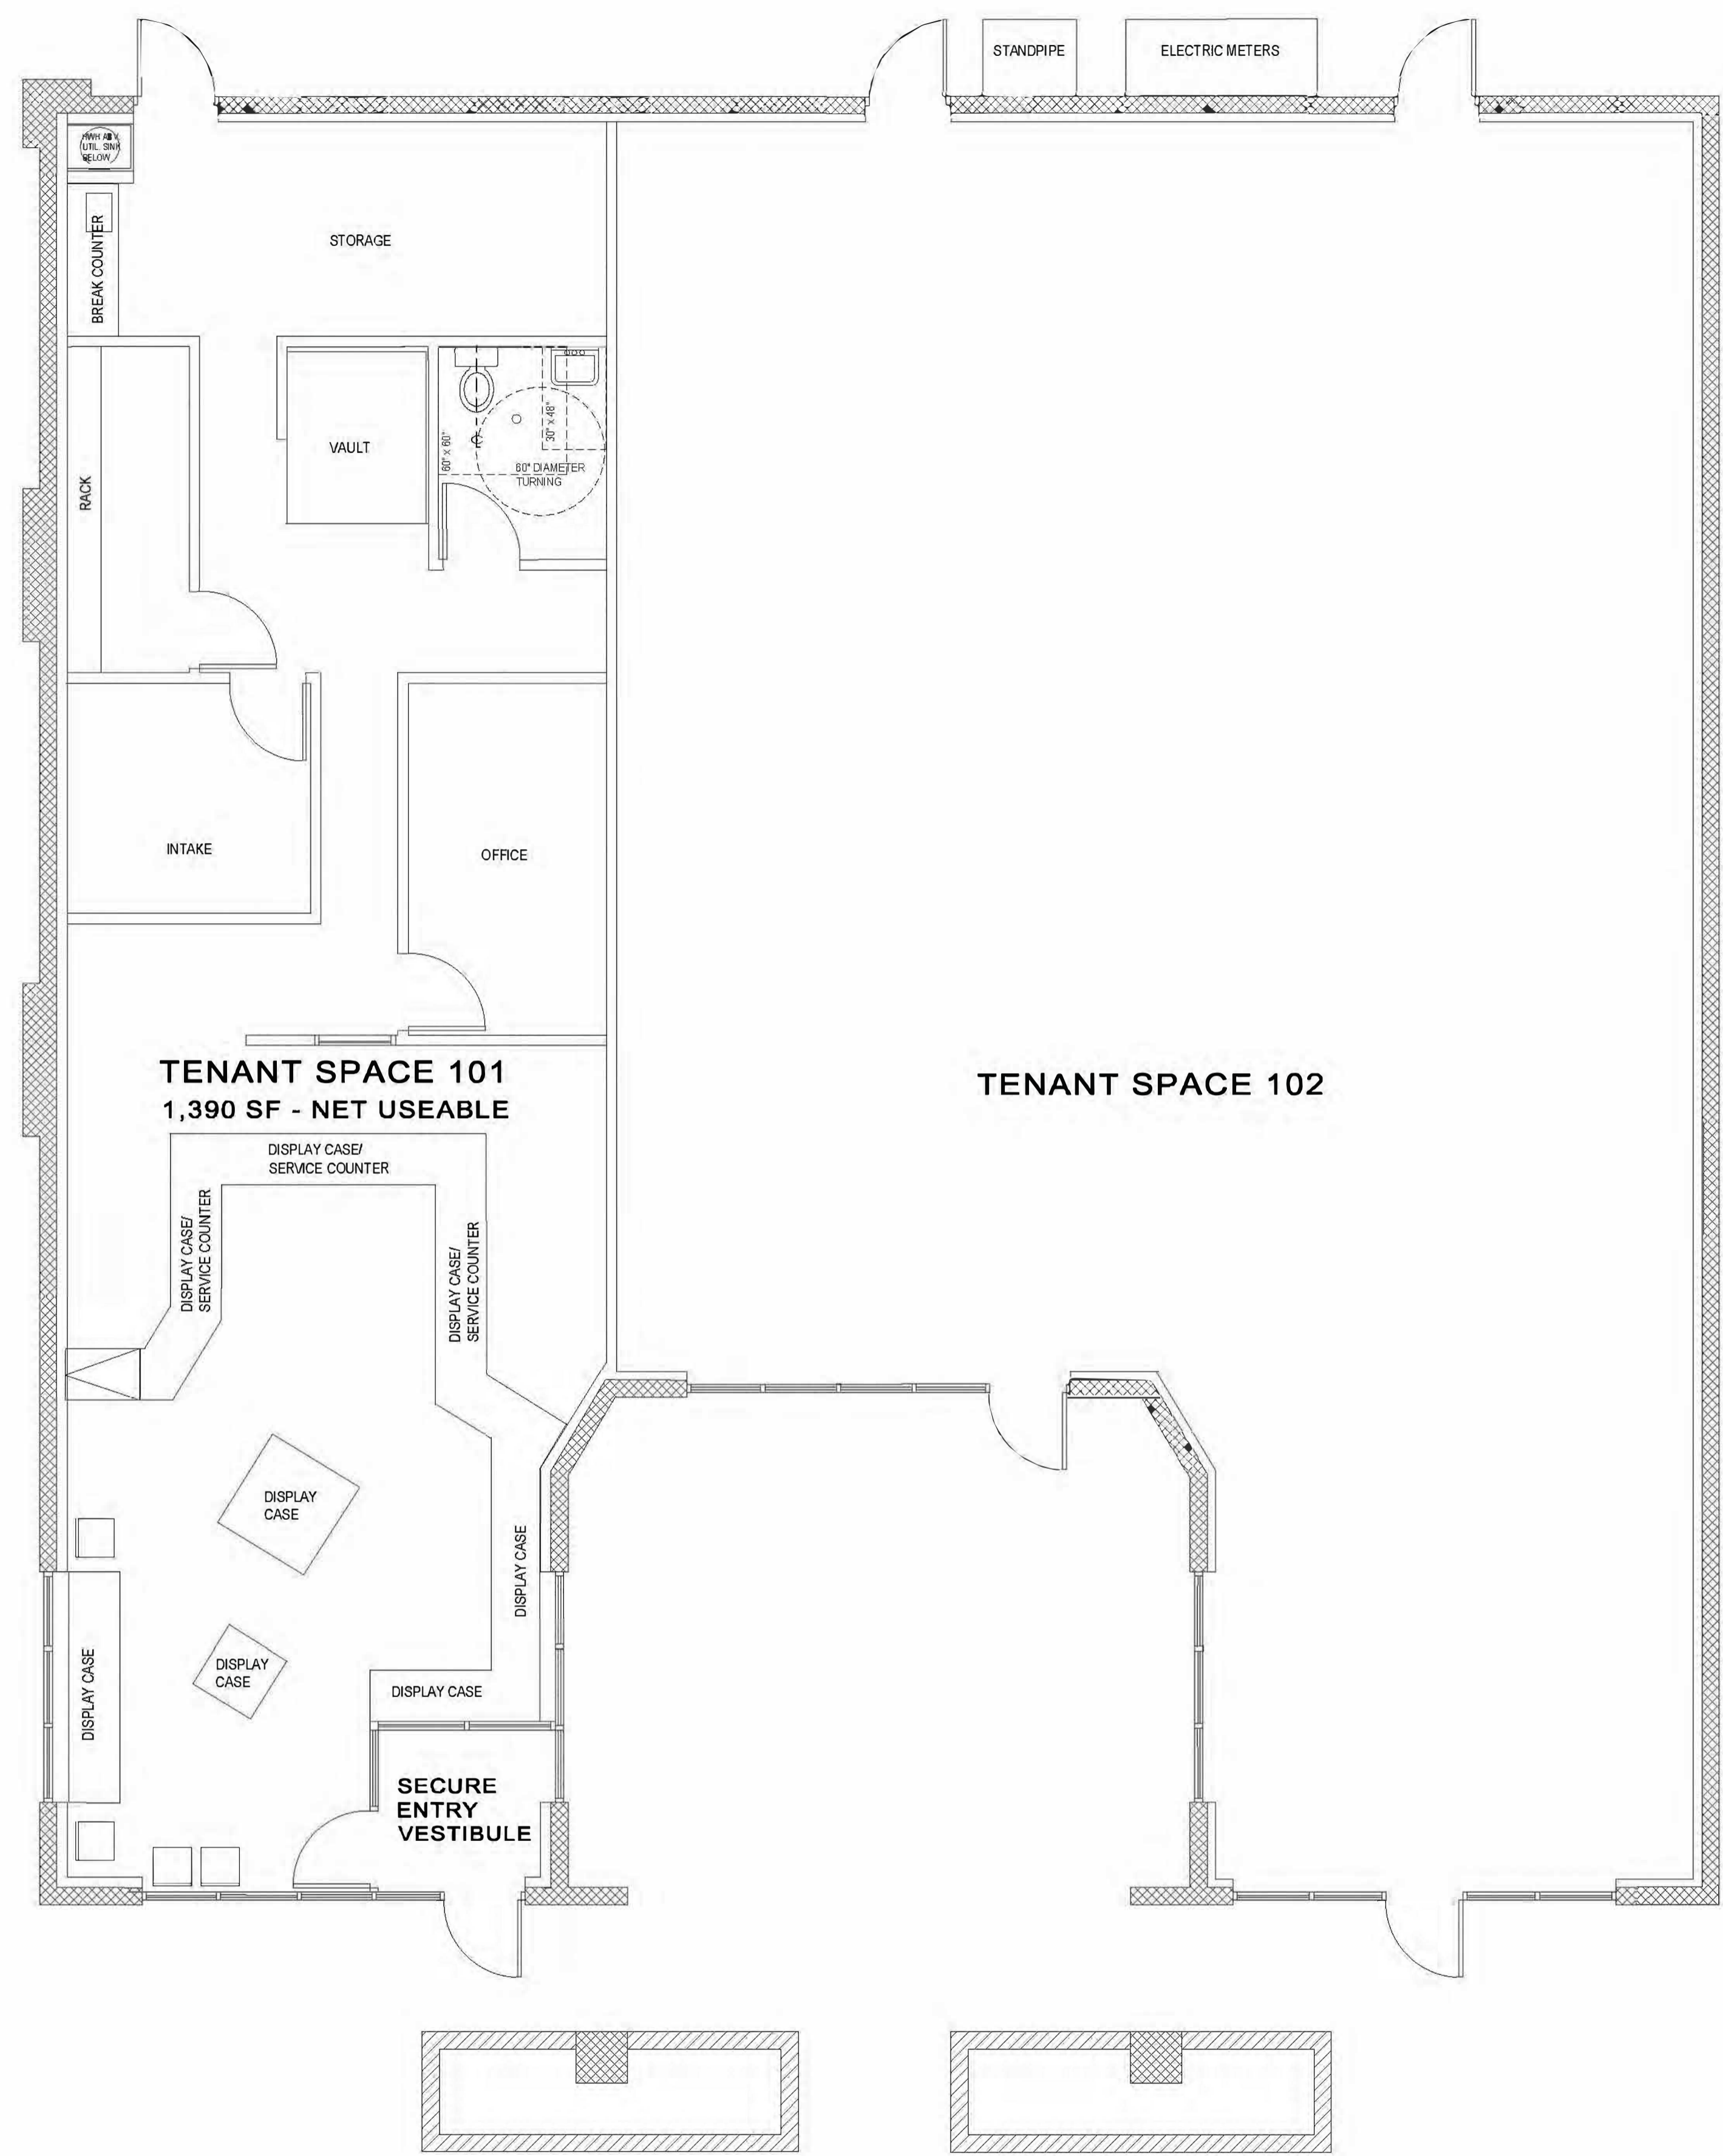 STANDPIPE
ELECTRIC METERS
HWH ABV.
UTIL. SINK
BELOW
BREAK COUNTER
STORAGE
RACK
VAULT
60" x 60"
30" x 48"
60" DIAMETER
TURNING
INTAKE
OFFICE
TENANT SPACE 101
1,390 SF - NET USEABLE
TENANT SPACE 102
DISPLAY CASE/
SERVICE COUNTER
DISPLAY CASE/
SERVICE COUNTER
DISPLAY CASE/
SERVICE COUNTER
DISPLAY
CASE
DISPLAY CASE
DISPLAY
CASE
DISPLAY CASE
DISPLAY CASE
SECURE
ENTRY
VESTIBULE